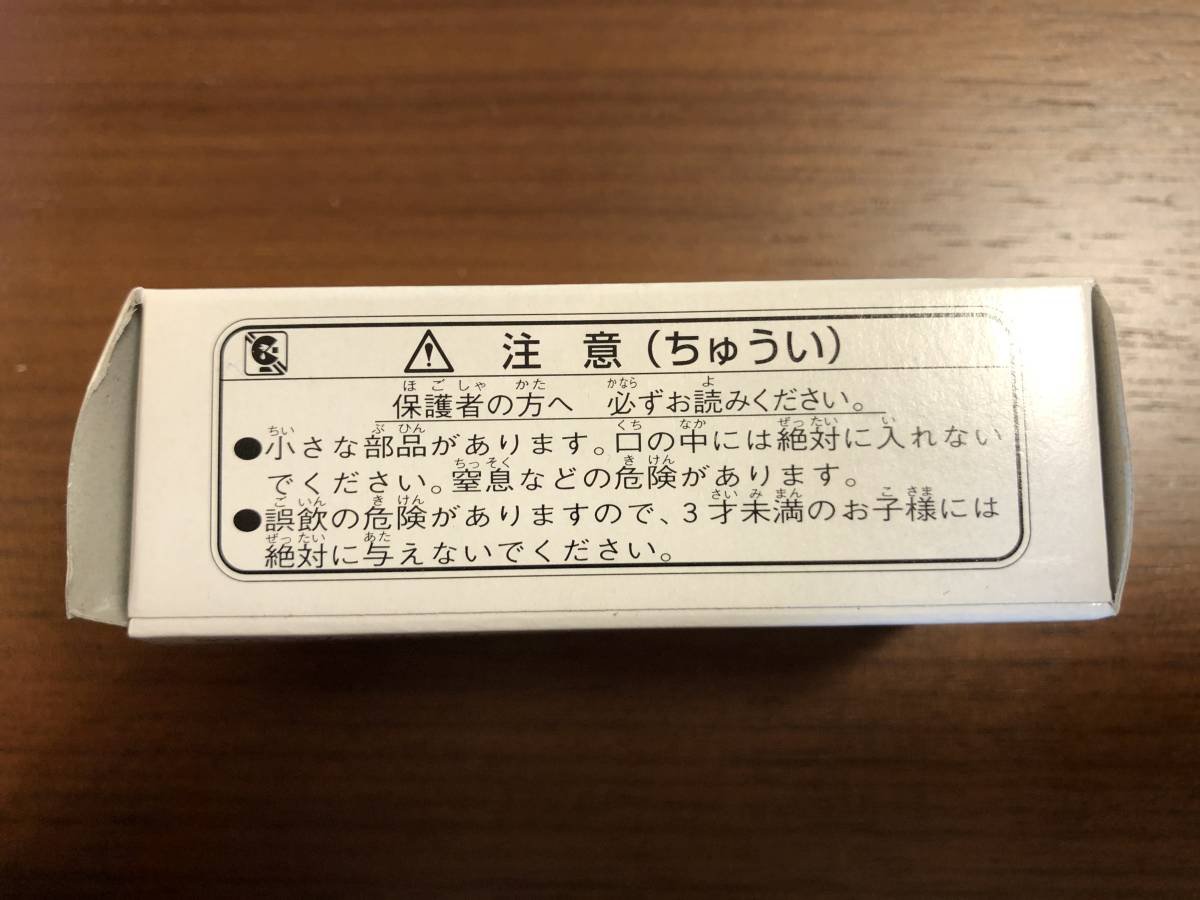 ⚠ 注意(ちゅうい)
ほごしゃ かた かなら よ
保護者の方へ 必ずお読みください。
ちい ぶひん くち なか ぜったい い
●小さな部品があります。口の中には絶対に入れない
ちっそく きけん
でください。窒息などの危険があります。
ごいん きけん さいみまん こさま
●誤飲の危険がありますので、3才未満のお子様には
ぜったい あた
絶対に与えないでください。